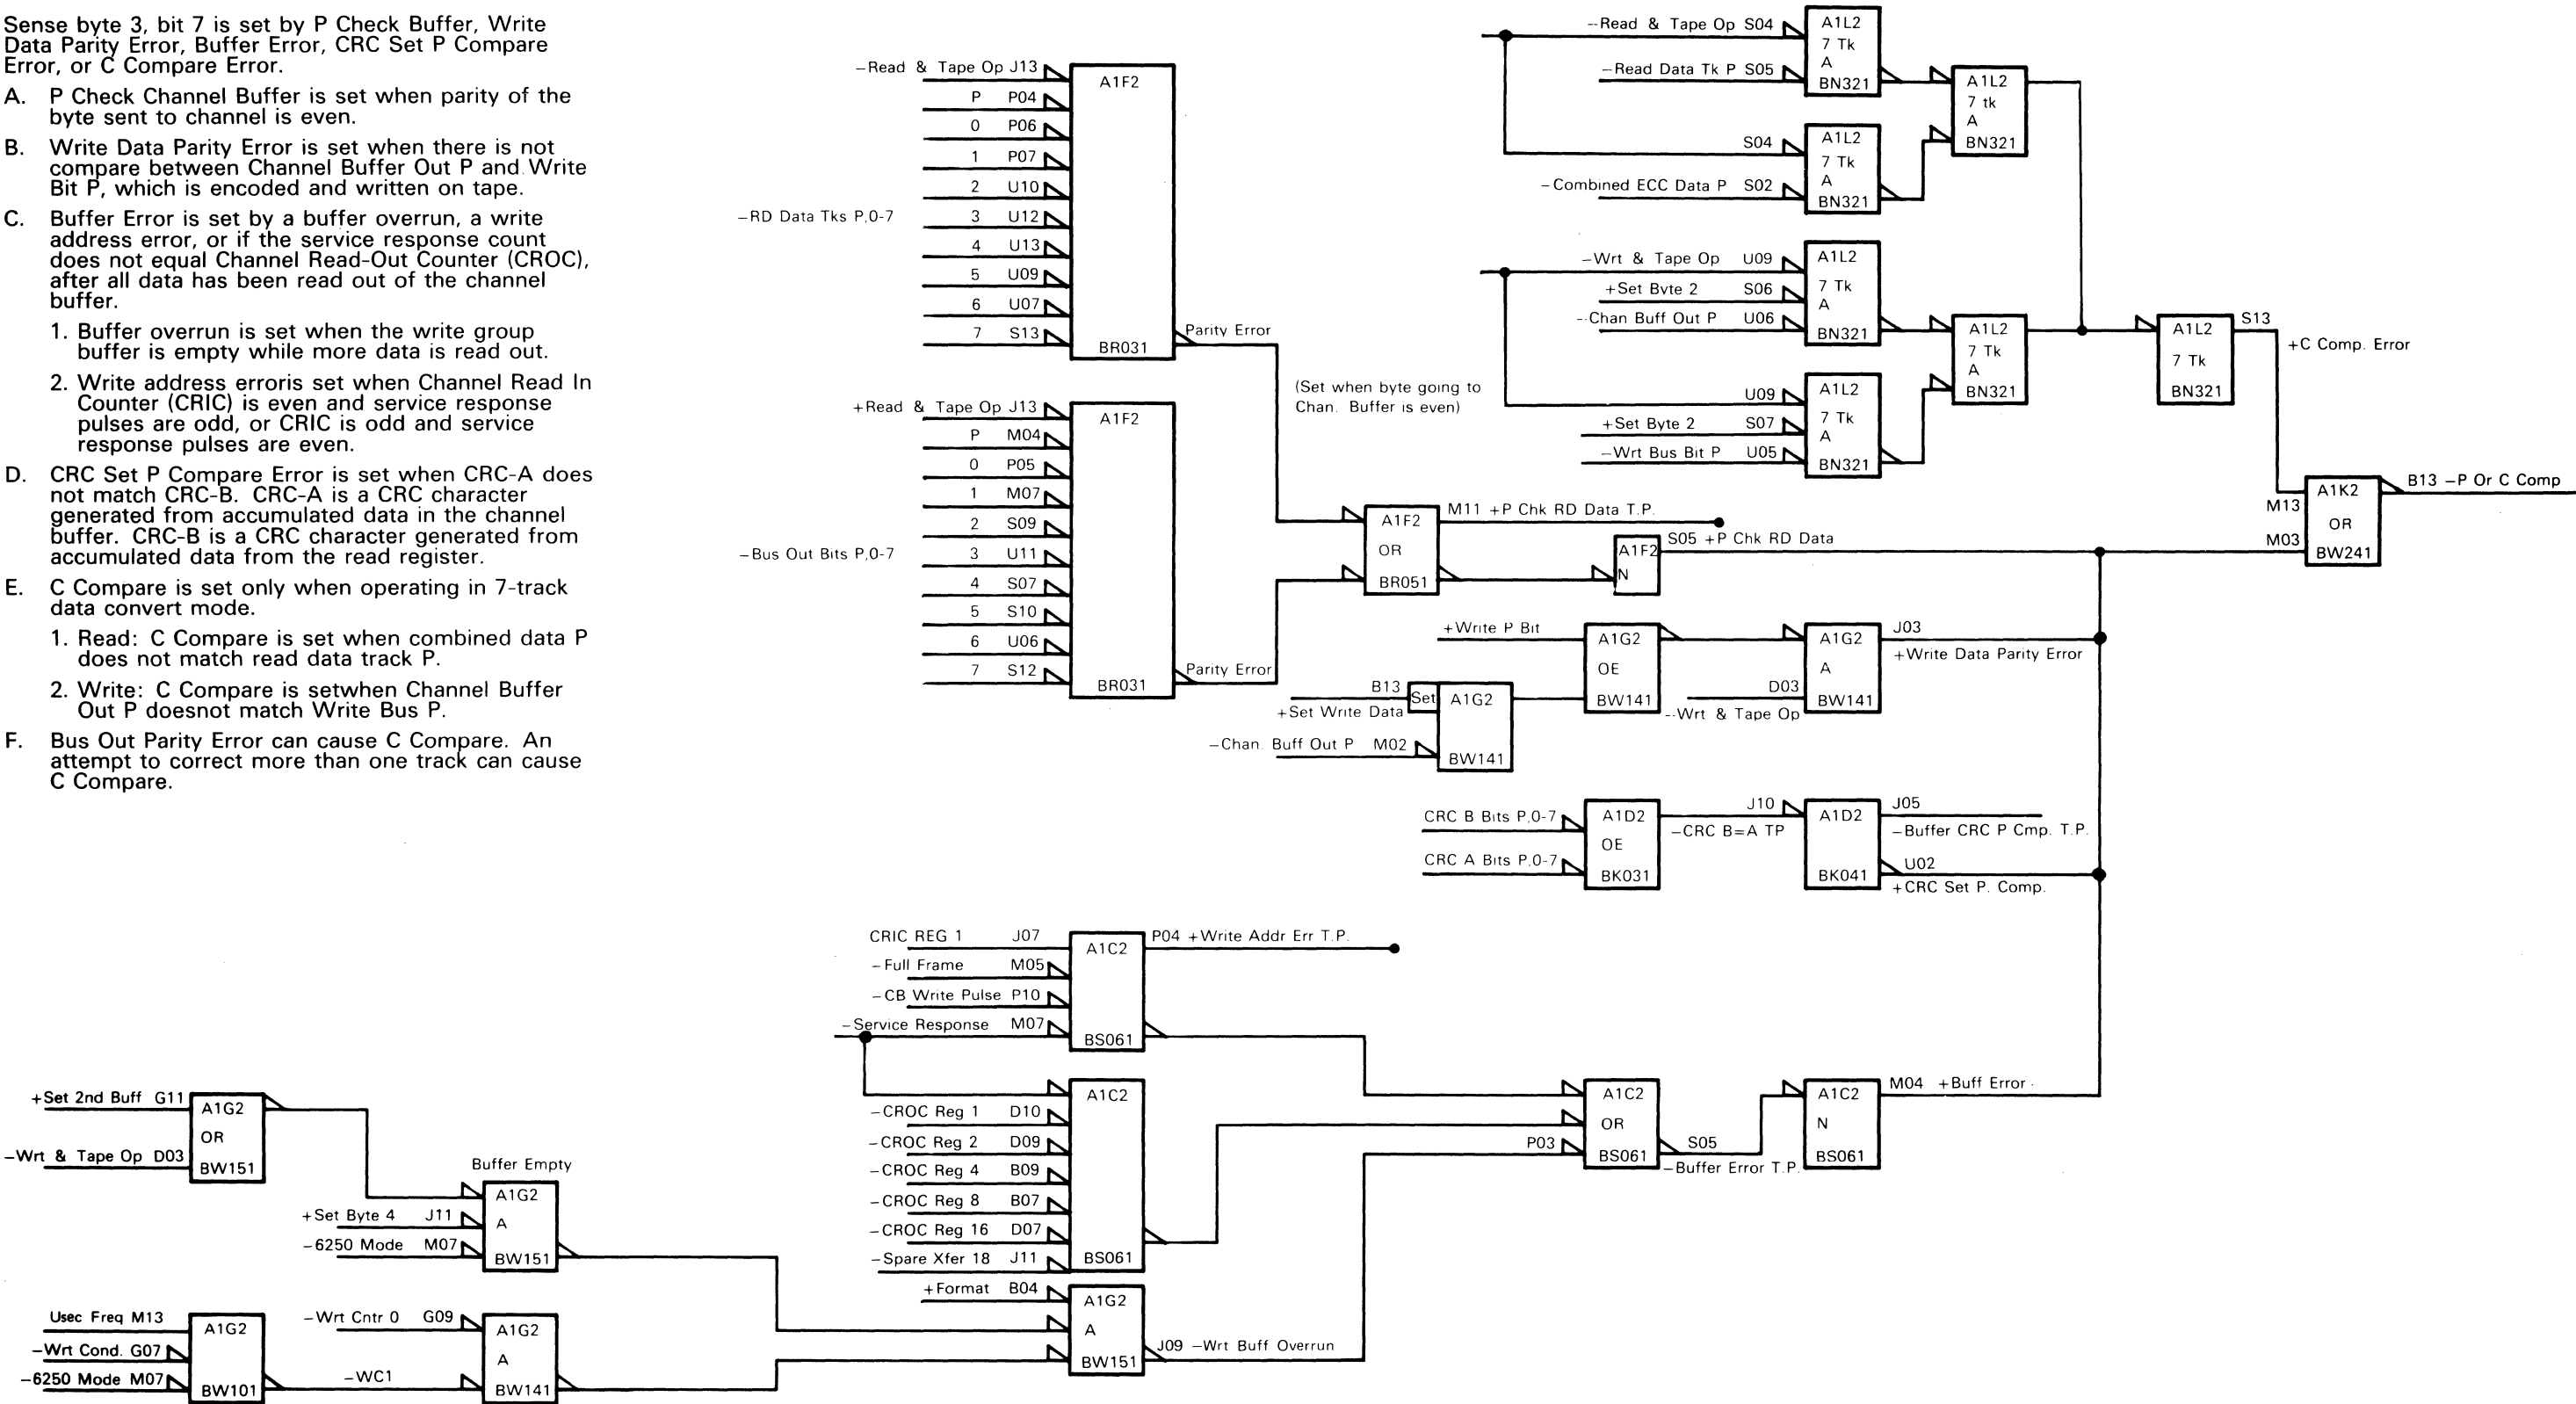 Sense byte 3, bit 7 is set by P Check Buffer, Write
Data Parity Error, Buffer Error, CRC Set P Compare
Error, or C Compare Error.
A. P Check Channel Buffer is set when parity of the
byte sent to channel is even.
B. Write Data Parity Error is set when there is not
compare between Channel Buffer Out P and Write
Bit P, which is encoded and written on tape.
C. Buffer Error is set by a buffer overrun, a write
address error, or if the service response count
does not equal Channel Read-Out Counter (CROC),
after all data has been read out of the channel
buffer.
1. Buffer overrun is set when the write group
buffer is empty while more data is read out.
2. Write address erroris set when Channel Read In
Counter (CRIC) is even and service response
pulses are odd, or CRIC is odd and service
response pulses are even.
D. CRC Set P Compare Error is set when CRC-A does
not match CRC-B. CRC-A is a CRC character
generated from accumulated data in the channel
buffer. CRC-B is a CRC character generated from
accumulated data from the read register.
E. C Compare is set only when operating in 7-track
data convert mode.
1. Read: C Compare is set when combined data P
does not match read data track P.
2. Write: C Compare is setwhen Channel Buffer
Out P doesnot match Write Bus P.
F. Bus Out Parity Error can cause C Compare. An
attempt to correct more than one track can cause
C Compare.
−Read & Tape Op J13
P P04
0 P06
1 P07
2 U10
−RD Data Tks P,0-7 3 U12
4 U13
5 U09
6 U07
7 S13
A1F2
BR031
Parity Error
+Read & Tape Op J13
P M04
0 P05
1 M07
2 S09
−Bus Out Bits P,0-7 3 U11
4 S07
5 S10
6 U06
7 S12
A1F2
BR031
Parity Error
(Set when byte going to
Chan. Buffer is even)
−Read & Tape Op S04
−Read Data Tk P S05
A1L2
7 Tk
A
BN321
S04
−Combined ECC Data P S02
A1L2
7 Tk
A
BN321
A1L2
7 tk
A
BN321
−Wrt & Tape Op U09
+Set Byte 2 S06
−Chan Buff Out P U06
A1L2
7 Tk
A
BN321
U09
+Set Byte 2 S07
−Wrt Bus Bit P U05
A1L2
7 Tk
A
BN321
A1L2
7 Tk
A
BN321
A1L2
7 Tk
BN321
S13
+C Comp. Error
M13
M03
A1K2
OR
BW241
B13 −P Or C Comp
A1F2
OR
BR051
M11 +P Chk RD Data T.P.
A1F2
N
S05 +P Chk RD Data
+Write P Bit
A1G2
OE
BW141
B13
+Set Write Data
Set
−Chan. Buff Out P M02
A1G2
BW141
D03
−Wrt & Tape Op
A1G2
A
BW141
J03
+Write Data Parity Error
CRC B Bits P,0-7
CRC A Bits P,0-7
A1D2
OE
BK031
J10
−CRC B=A TP
A1D2
BK041
J05
−Buffer CRC P Cmp. T.P.
U02
+CRC Set P. Comp.
CRIC REG 1 J07
−Full Frame M05
−CB Write Pulse P10
−Service Response M07
A1C2
BS061
P04 +Write Addr Err T.P.
−CROC Reg 1 D10
−CROC Reg 2 D09
−CROC Reg 4 B09
−CROC Reg 8 B07
−CROC Reg 16 D07
−Spare Xfer 18 J11
A1C2
BS061
+Format B04
A1G2
A
BW151
J09 −Wrt Buff Overrun
P03
A1C2
OR
BS061
S05
−Buffer Error T.P.
A1C2
N
BS061
M04 +Buff Error
+Set 2nd Buff G11
−Wrt & Tape Op D03
A1G2
OR
BW151
Buffer Empty
+Set Byte 4 J11
−6250 Mode M07
A1G2
A
BW151
Usec Freq M13
−Wrt Cond. G07
−6250 Mode M07
A1G2
BW101
−Wrt Cntr 0 G09
−WC1
A1G2
A
BW141